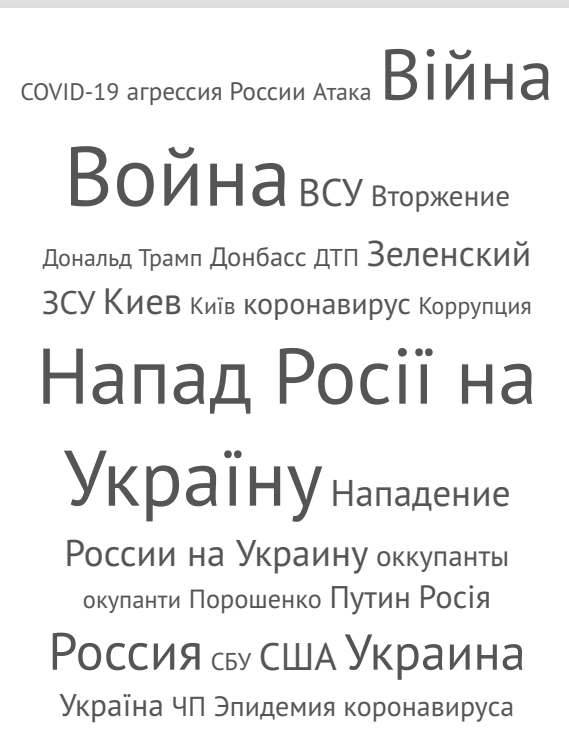 COVID-19 агрессия России Атака Війна
Война ВСУ Вторжение
Дональд Трамп Донбасс ДТП Зеленский
ЗСУ Киев Київ коронавирус Коррупция
Напад Росії на
Україну Нападение
России на Украину оккупанты
окупанти Порошенко Путин Росія
Россия СБУ США Украина
Україна ЧП Эпидемия коронавируса